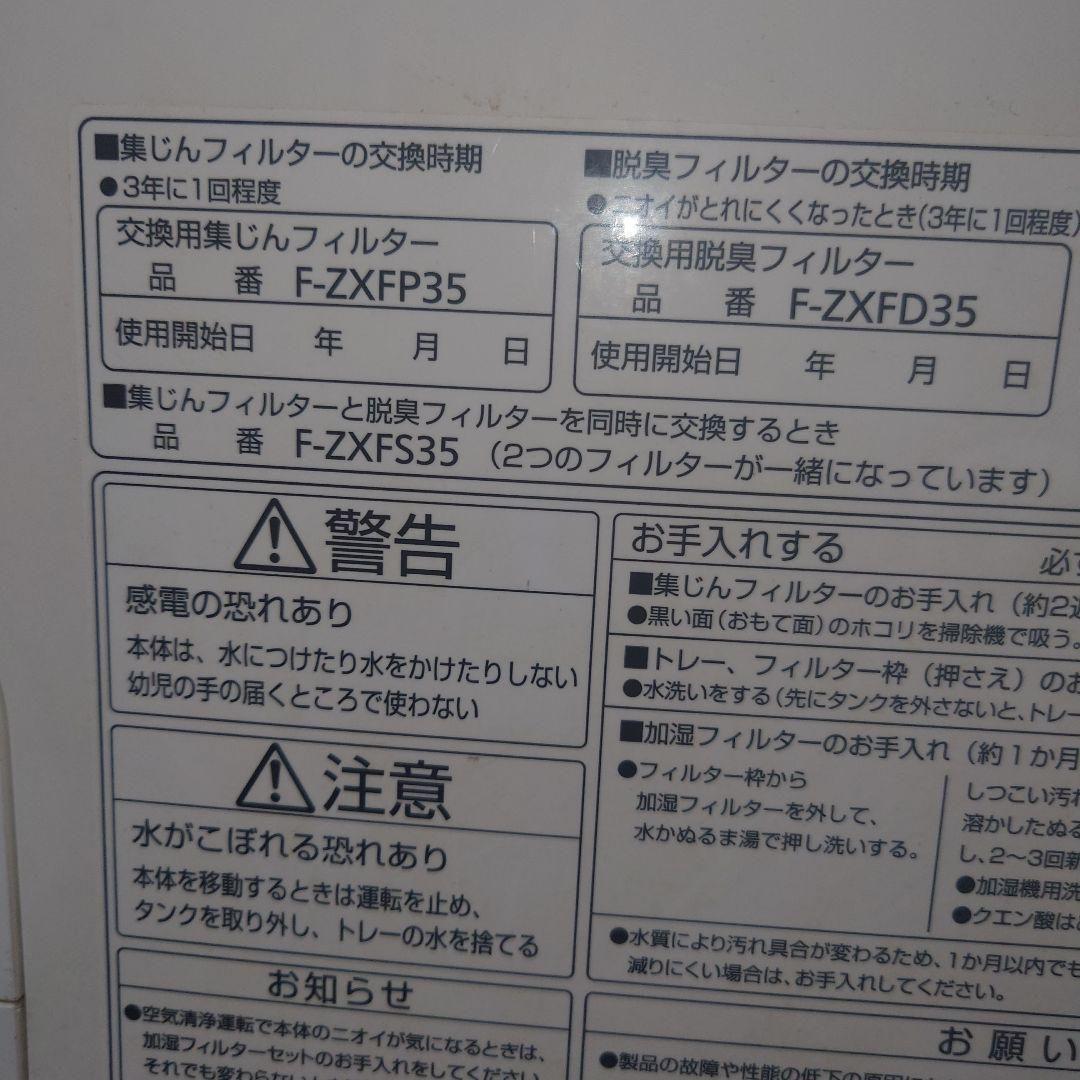 ■集じんフィルターの交換時期
●3年に1回程度
交換用集じんフィルター
品 番 F-ZXFP35
使用開始日 年 月 日
■脱臭フィルターの交換時期
●ニオイがとれにくくなったとき(3年に1回程度)
交換用脱臭フィルター
品 番 F-ZXFD35
使用開始日 年 月 日
■集じんフィルターと脱臭フィルターを同時に交換するとき
品 番 F-ZXFS35 (2つのフィルターが一緒になっています)
⚠警告
感電の恐れあり
本体は、水につけたり水をかけたりしない
幼児の手の届くところで使わない
⚠注意
水がこぼれる恐れあり
本体を移動するときは運転を止め、
タンクを取り外し、トレーの水を捨てる
お知らせ
●空気清浄運転で本体のニオイが気になるときは、
加湿フィルターセットのお手入れをしてください
それでも変わらない
お手入れする 必
■集じんフィルターのお手入れ(約2週
●黒い面(おもて面)のホコリを掃除機で吸う。
■トレー、フィルター枠(押さえ)のお
●水洗いをする(先にタンクを外さないと、トレー
■加湿フィルターのお手入れ(約1か月
●フィルター枠から
加湿フィルターを外して、
水かぬるま湯で押し洗いする。
しつこい汚れ
溶かしたぬる
し、2〜3回新
●加湿機用洗
●クエン酸は
●水質により汚れ具合が変わるため、1か月以内でも
減りにくい場合は、お手入れしてください。
お願い
●製品の故障や性能の低下の原因に